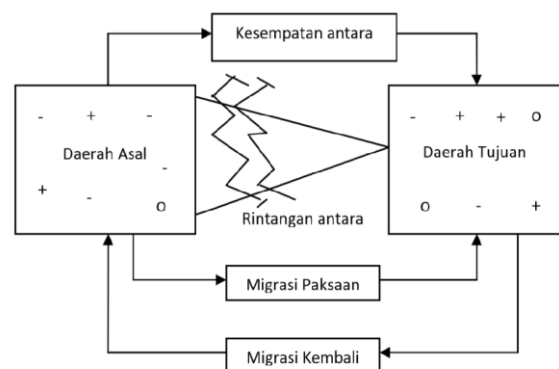 Kesempatan antara
- + -
Daerah Asal
-
+ -
o
- + + o
Daerah Tujuan
o - +
Rintangan antara
Migrasi Paksaan
Migrasi Kembali